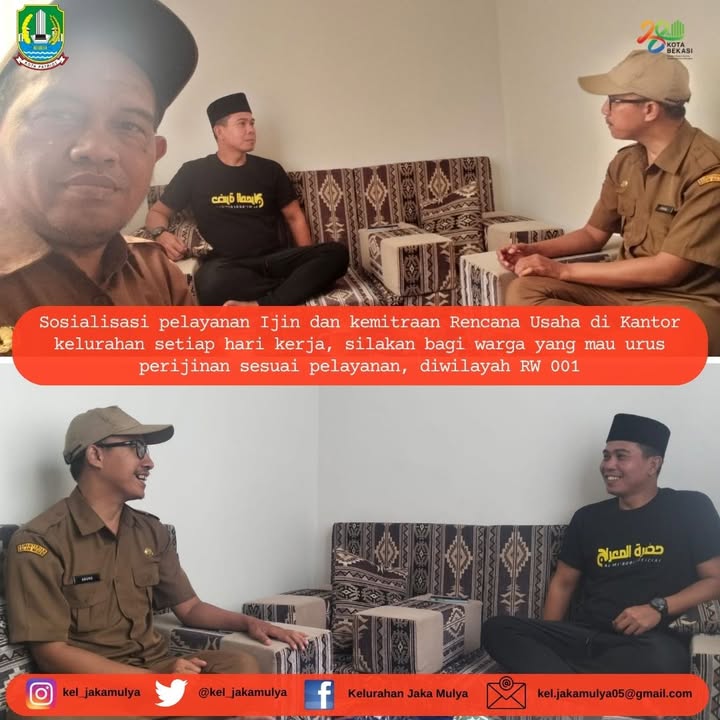 KOTA
BEKASI
Sosialisasi pelayanan Ijin dan kemitraan Rencana Usaha di Kantor
kelurahan setiap hari kerja, silakan bagi warga yang mau urus
perijinan sesuai pelayanan, diwilayah RW 001
حضرة المعراج
kel_jakamulya
@kel_jakamulya
Kelurahan Jaka Mulya
kel.jakamulya05@gmail.com